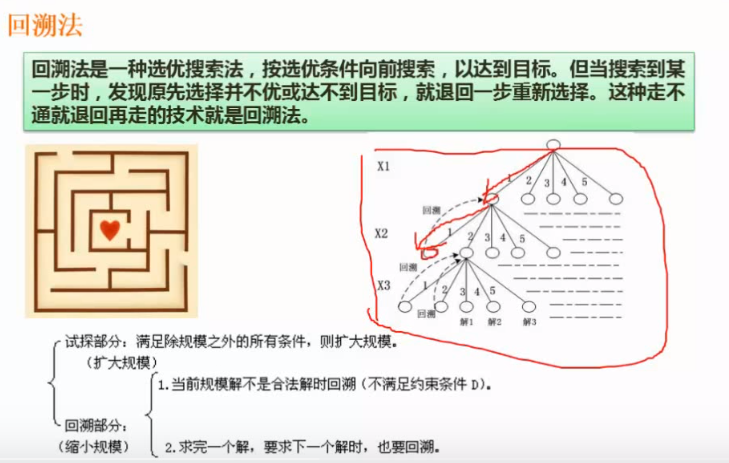 回溯法
回溯法是一种选优搜索法，按选优条件向前搜索，以达到目标。但当搜索到某
一步时，发现原先选择并不优或达不到目标，就退回一步重新选择。这种走不
通就退回再走的技术就是回溯法。
X1
1 2 3 4 5
回溯
X2
1 2 3 4 5
回溯
X3
1 2 3 4 5
回溯 解1 解2 解3
试探部分：满足除规模之外的所有条件，则扩大规模。
（扩大规模）
1.当前规模解不是合法解时回溯（不满足约束条件 D）。
回溯部分：
（缩小规模）
2.求完一个解，要求下一个解时，也要回溯。